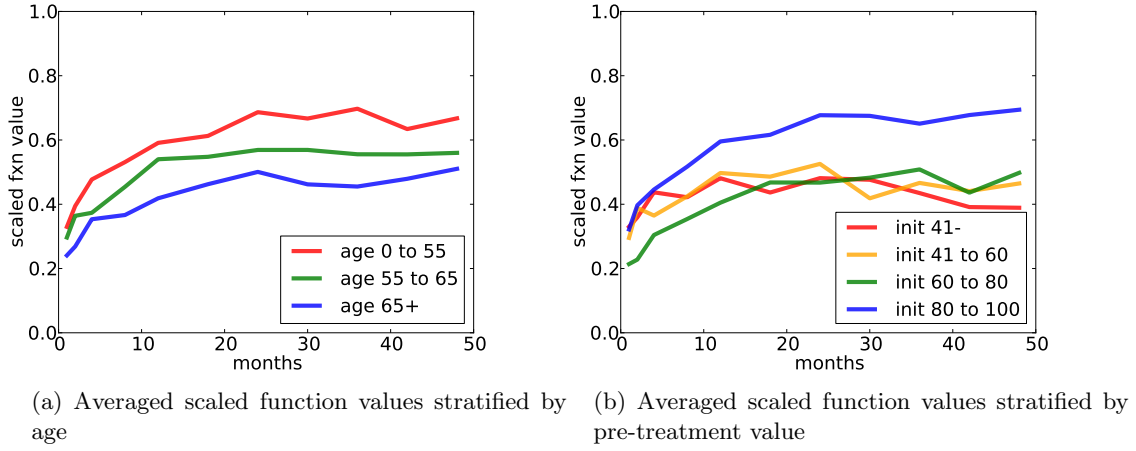 1.0
0.8
0.6
0.4
0.2
0.0
scaled fxn value
0 10 20 30 40 50
months
age 0 to 55
age 55 to 65
age 65+
(a) Averaged scaled function values stratified by
age
1.0
0.8
0.6
0.4
0.2
0.0
scaled fxn value
0 10 20 30 40 50
months
init 41-
init 41 to 60
init 60 to 80
init 80 to 100
(b) Averaged scaled function values stratified by
pre-treatment value